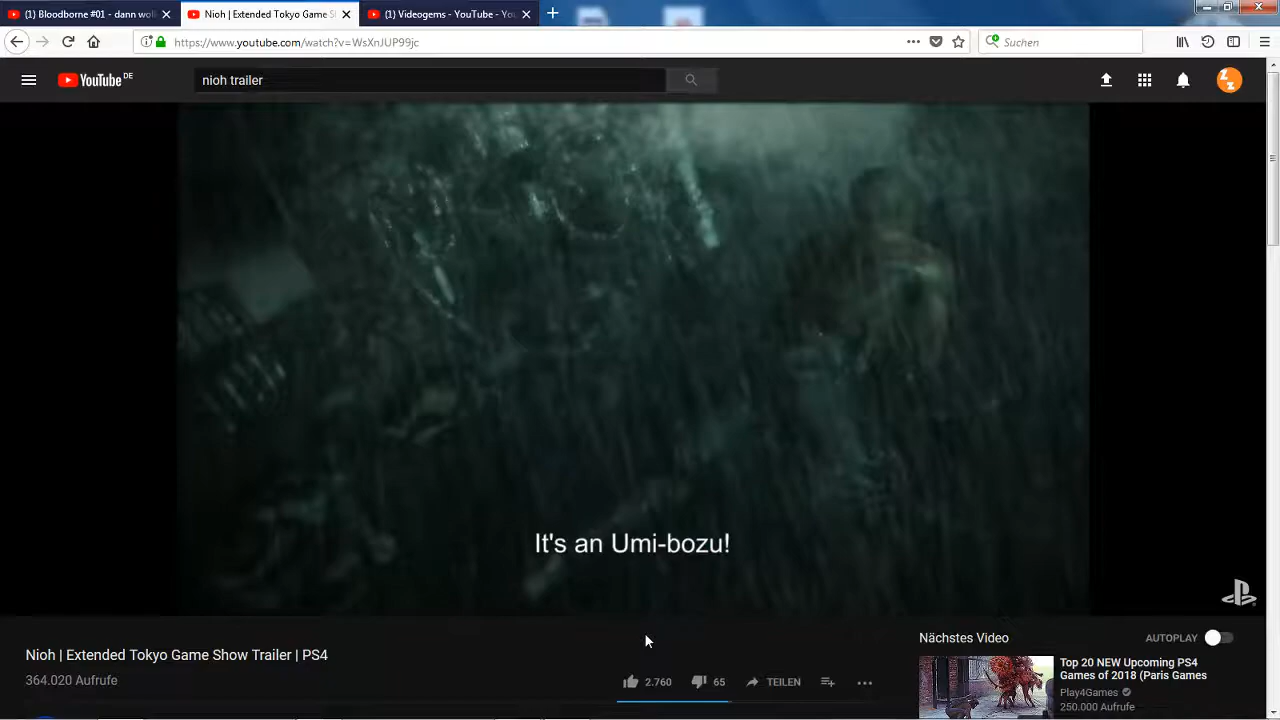 (1) Bloodborne #01 - dann woll
Nioh | Extended Tokyo Game Sh
(1) Videogems - YouTube - Yo
https://www.youtube.com/watch?v=WsXnJUP99jc
Suchen
YouTube DE
nioh trailer
It's an Umi-bozu!
Nioh | Extended Tokyo Game Show Trailer | PS4
364.020 Aufrufe
2.760
65
TEILEN
Nächstes Video
AUTOPLAY
Top 20 NEW Upcoming PS4
Games of 2018 (Paris Games
Play4Games
250.000 Aufrufe